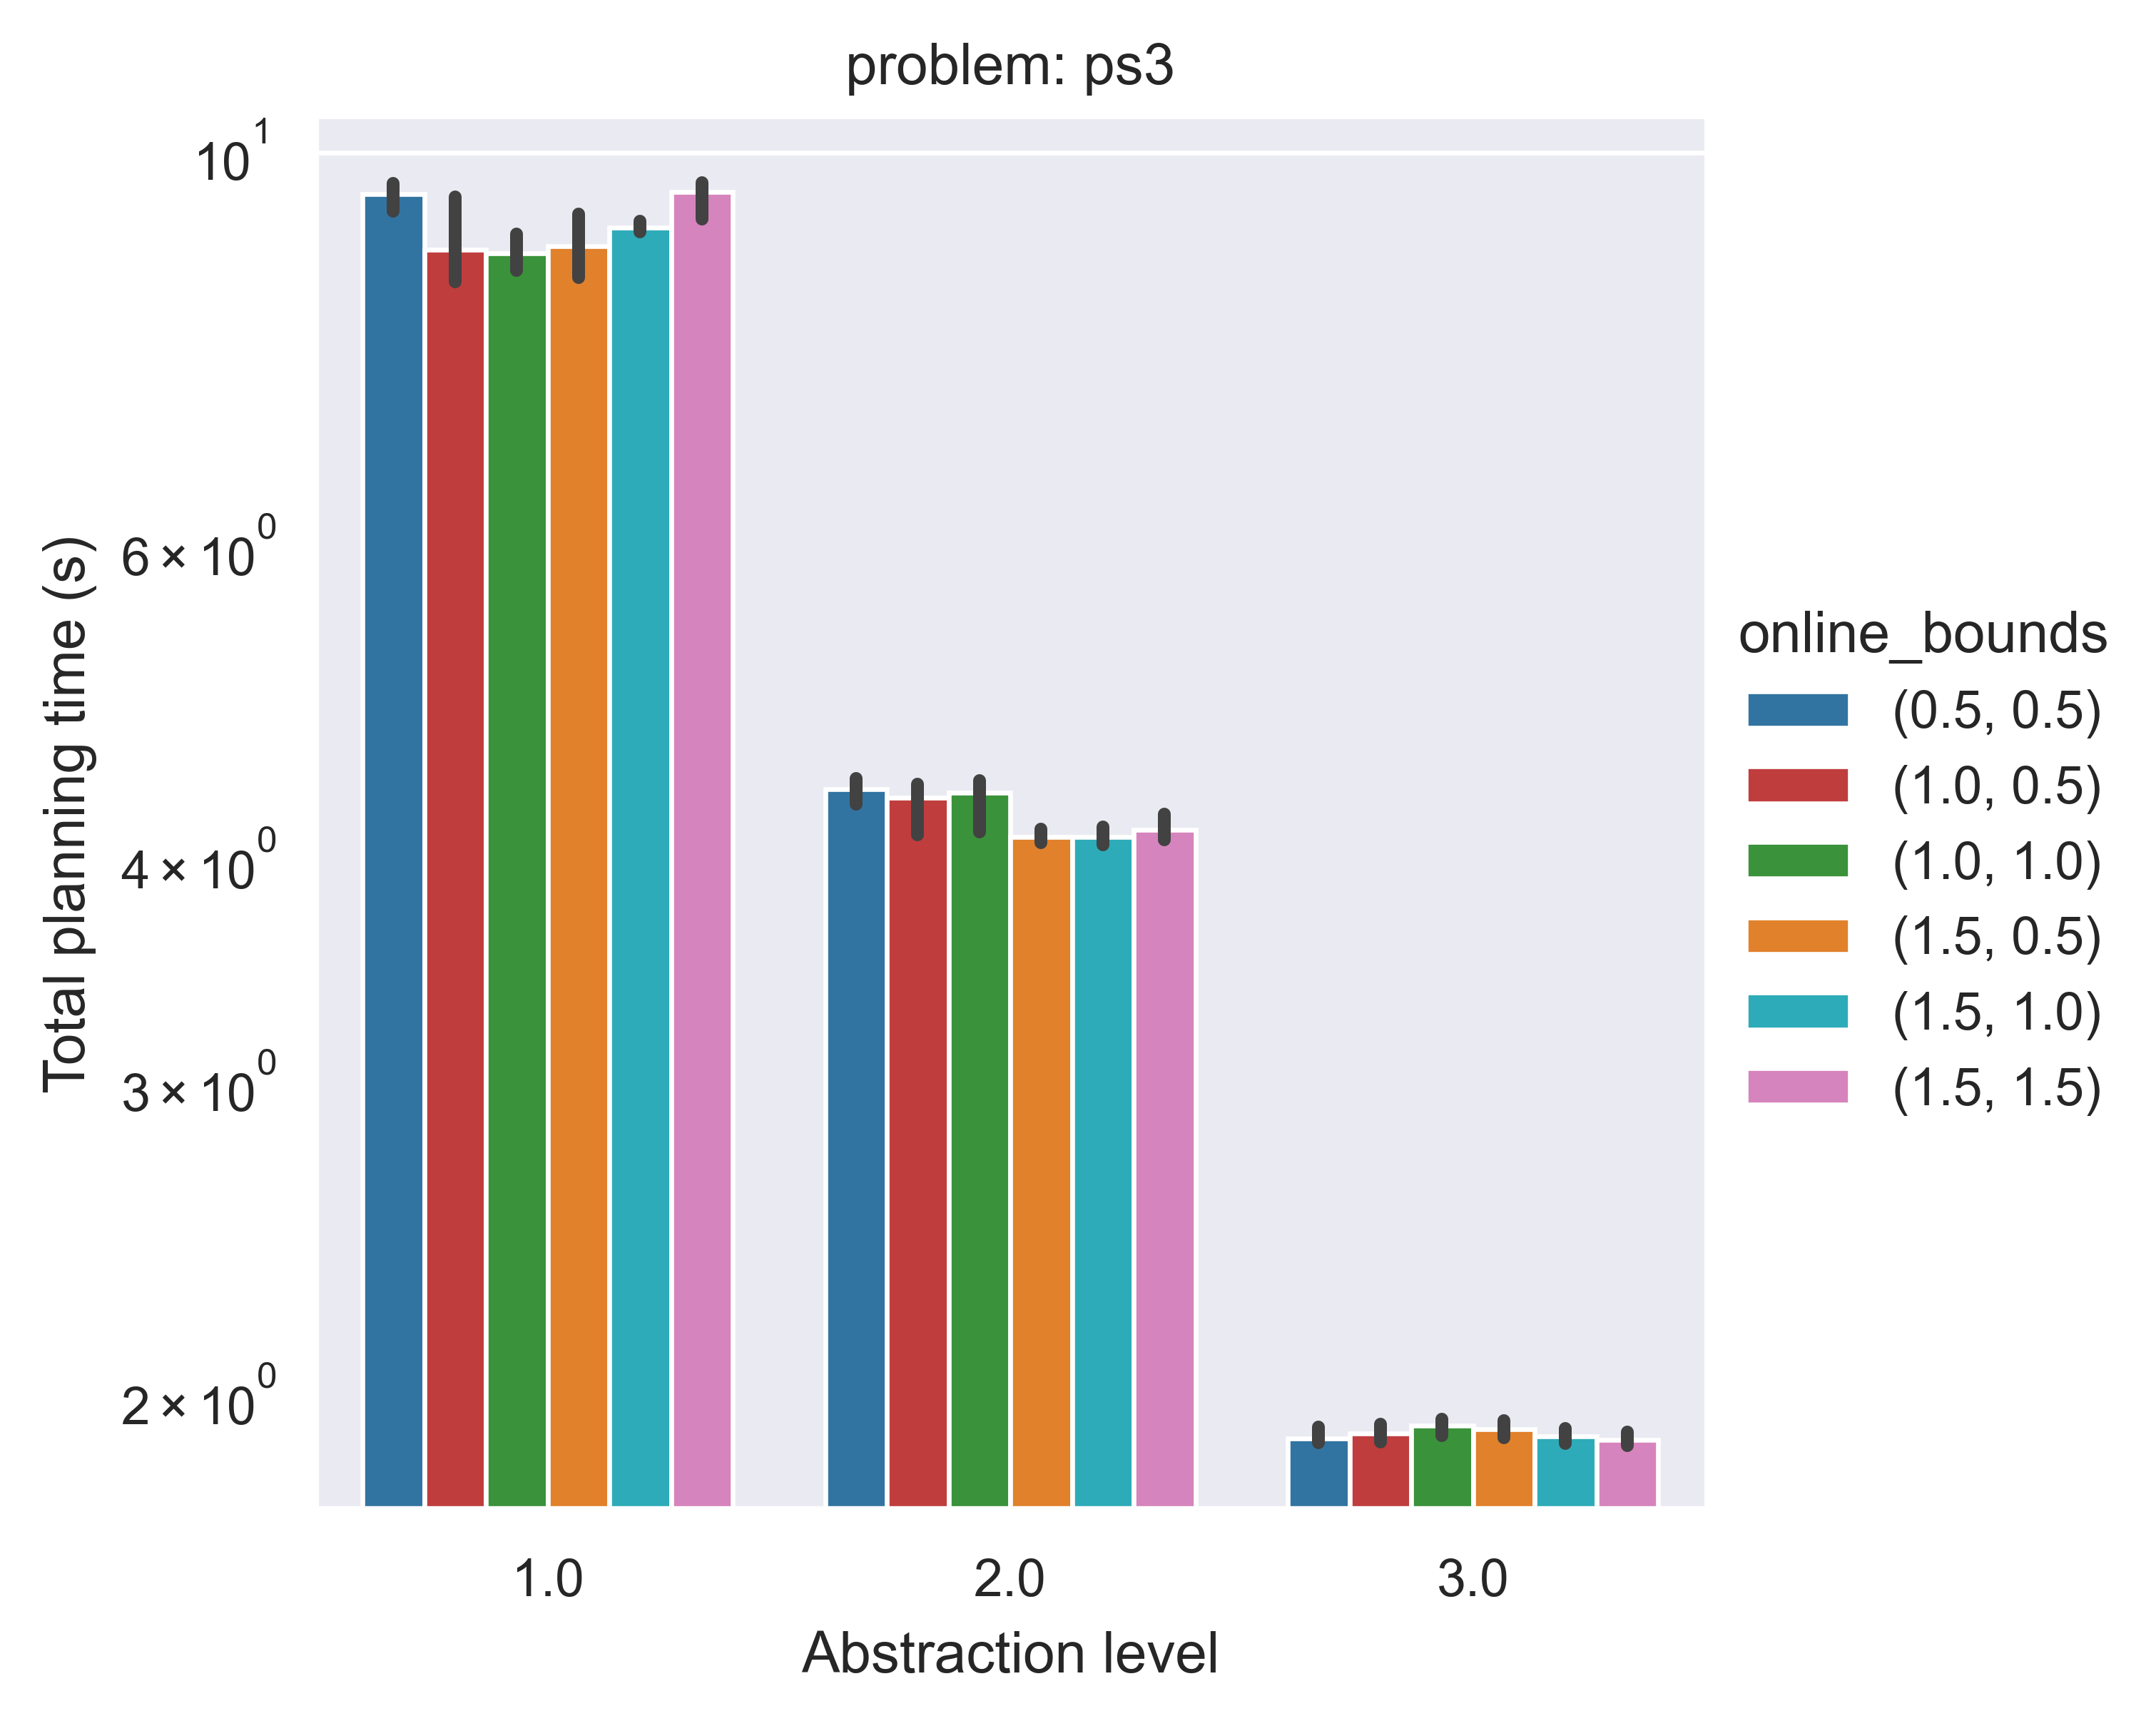 problem: ps3
10^1
6 × 10^0
4 × 10^0
3 × 10^0
2 × 10^0
Total planning time (s)
1.0 2.0 3.0
Abstraction level
online_bounds
(0.5, 0.5)
(1.0, 0.5)
(1.0, 1.0)
(1.5, 0.5)
(1.5, 1.0)
(1.5, 1.5)